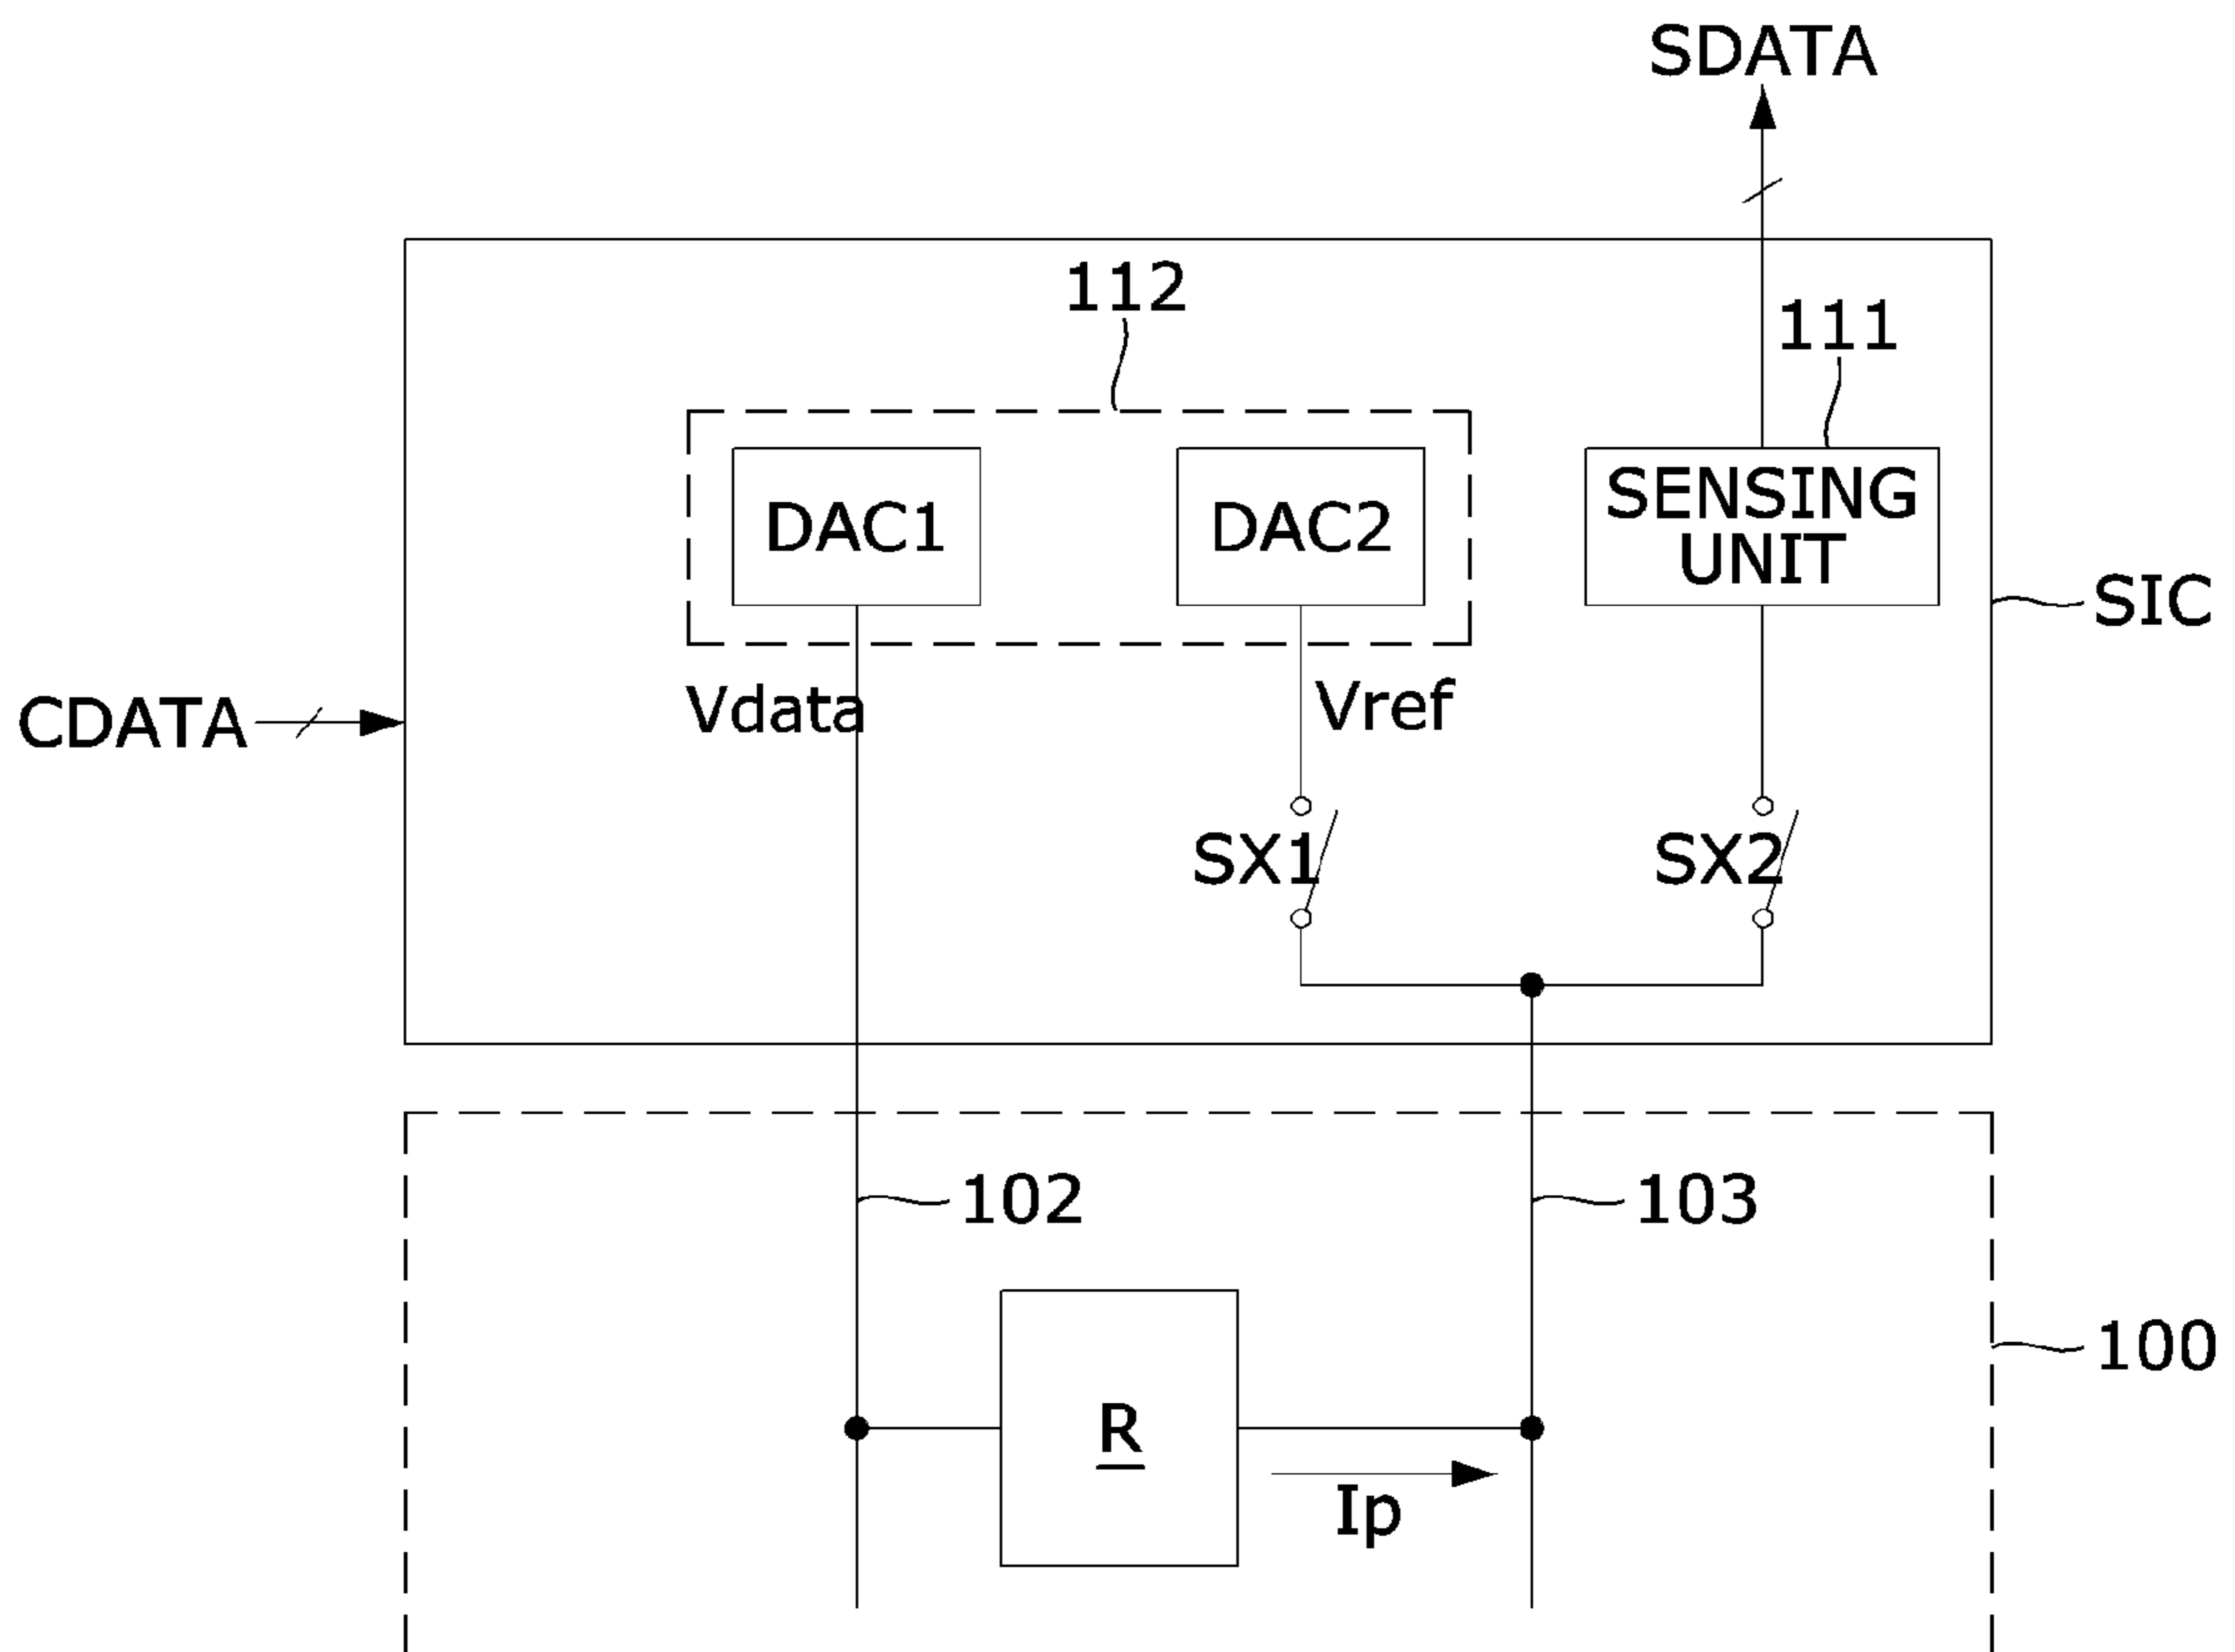 SDATA
112
111
DAC1
DAC2
SENSING
UNIT
SIC
CDATA
Vdata
Vref
SX1
SX2
102
103
100
R
Ip